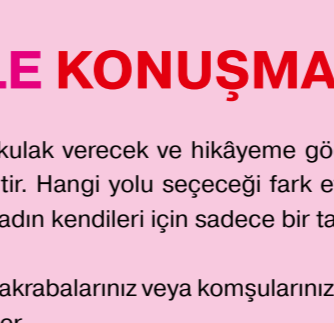 LE KONUŞMA
kulak verecek ve hikâyeme gö
tir. Hangi yolu seçeceği fark e
adın kendileri için sadece bir ta
akrabalarınız veya komşularınız
er